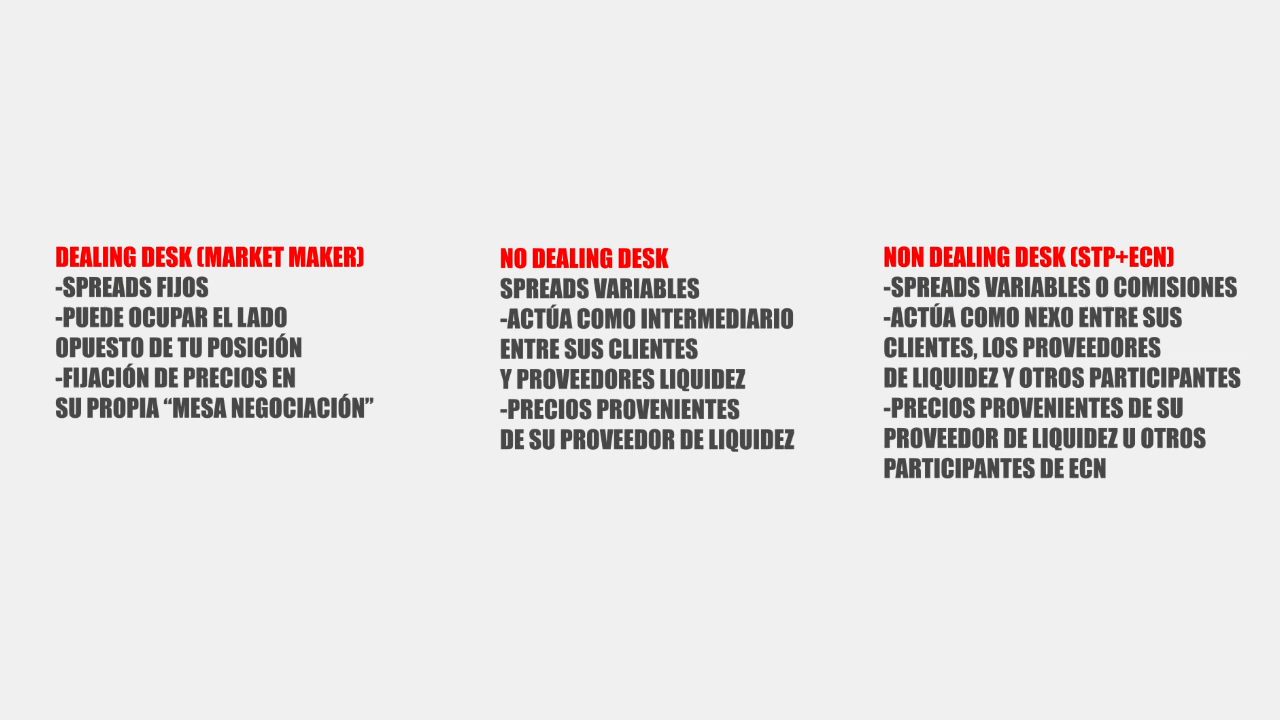 DEALING DESK (MARKET MAKER)
-SPREADS FIJOS
-PUEDE OCUPAR EL LADO
OPUESTO DE TU POSICIÓN
-FIJACIÓN DE PRECIOS EN
SU PROPIA “MESA NEGOCIACIÓN”
NO DEALING DESK
SPREADS VARIABLES
-ACTÚA COMO INTERMEDIARIO
ENTRE SUS CLIENTES
Y PROVEEDORES LIQUIDEZ
-PRECIOS PROVENIENTES
DE SU PROVEEDOR DE LIQUIDEZ
NON DEALING DESK (STP+ECN)
-SPREADS VARIABLES O COMISIONES
-ACTÚA COMO NEXO ENTRE SUS
CLIENTES, LOS PROVEEDORES
DE LIQUIDEZ Y OTROS PARTICIPANTES
-PRECIOS PROVENIENTES DE SU
PROVEEDOR DE LIQUIDEZ U OTROS
PARTICIPANTES DE ECN